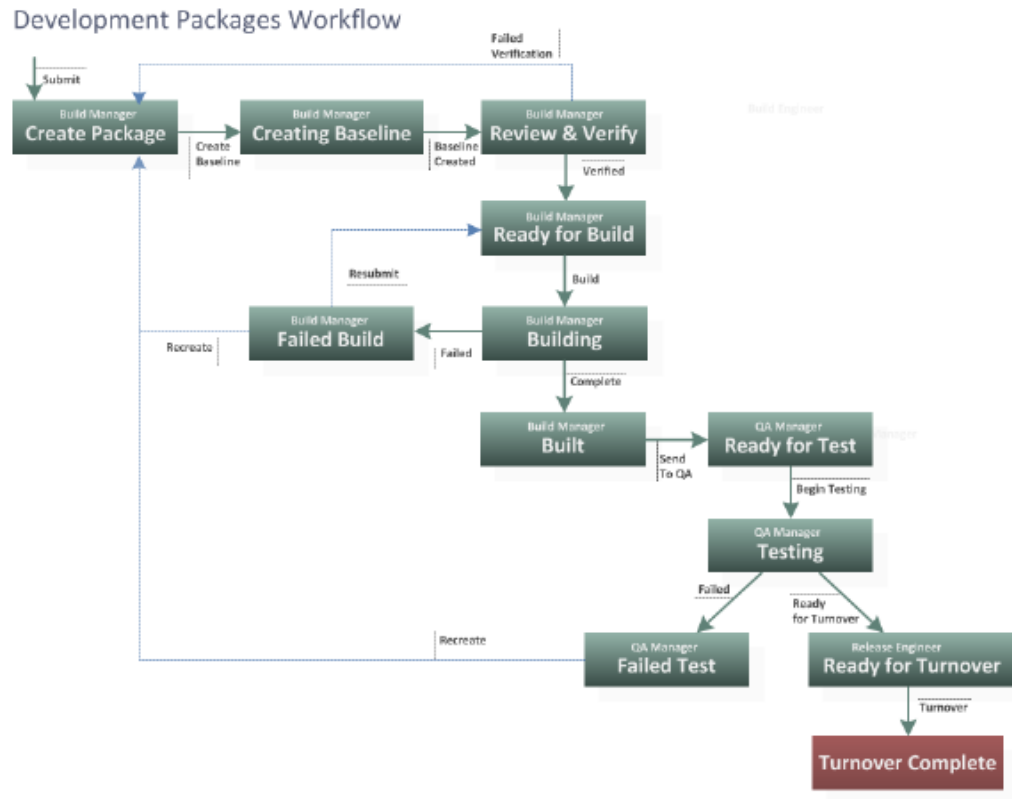 Development Packages Workflow
Failed
Verification
Submit
Build Manager
Create Package
Build Manager
Creating Baseline
Build Manager
Review & Verify
Build Engineer
Create
Baseline
Baseline
Created
Verified
Build Manager
Ready for Build
Resubmit
Build
Build Manager
Failed Build
Build Manager
Building
Recreate
Failed
Complete
Build Manager
Built
QA Manager
Ready for Test
Manager
Send
To QA
Begin Testing
QA Manager
Testing
Failed
Ready
for Turnover
Recreate
QA Manager
Failed Test
Release Engineer
Ready for Turnover
Turnover
Turnover Complete